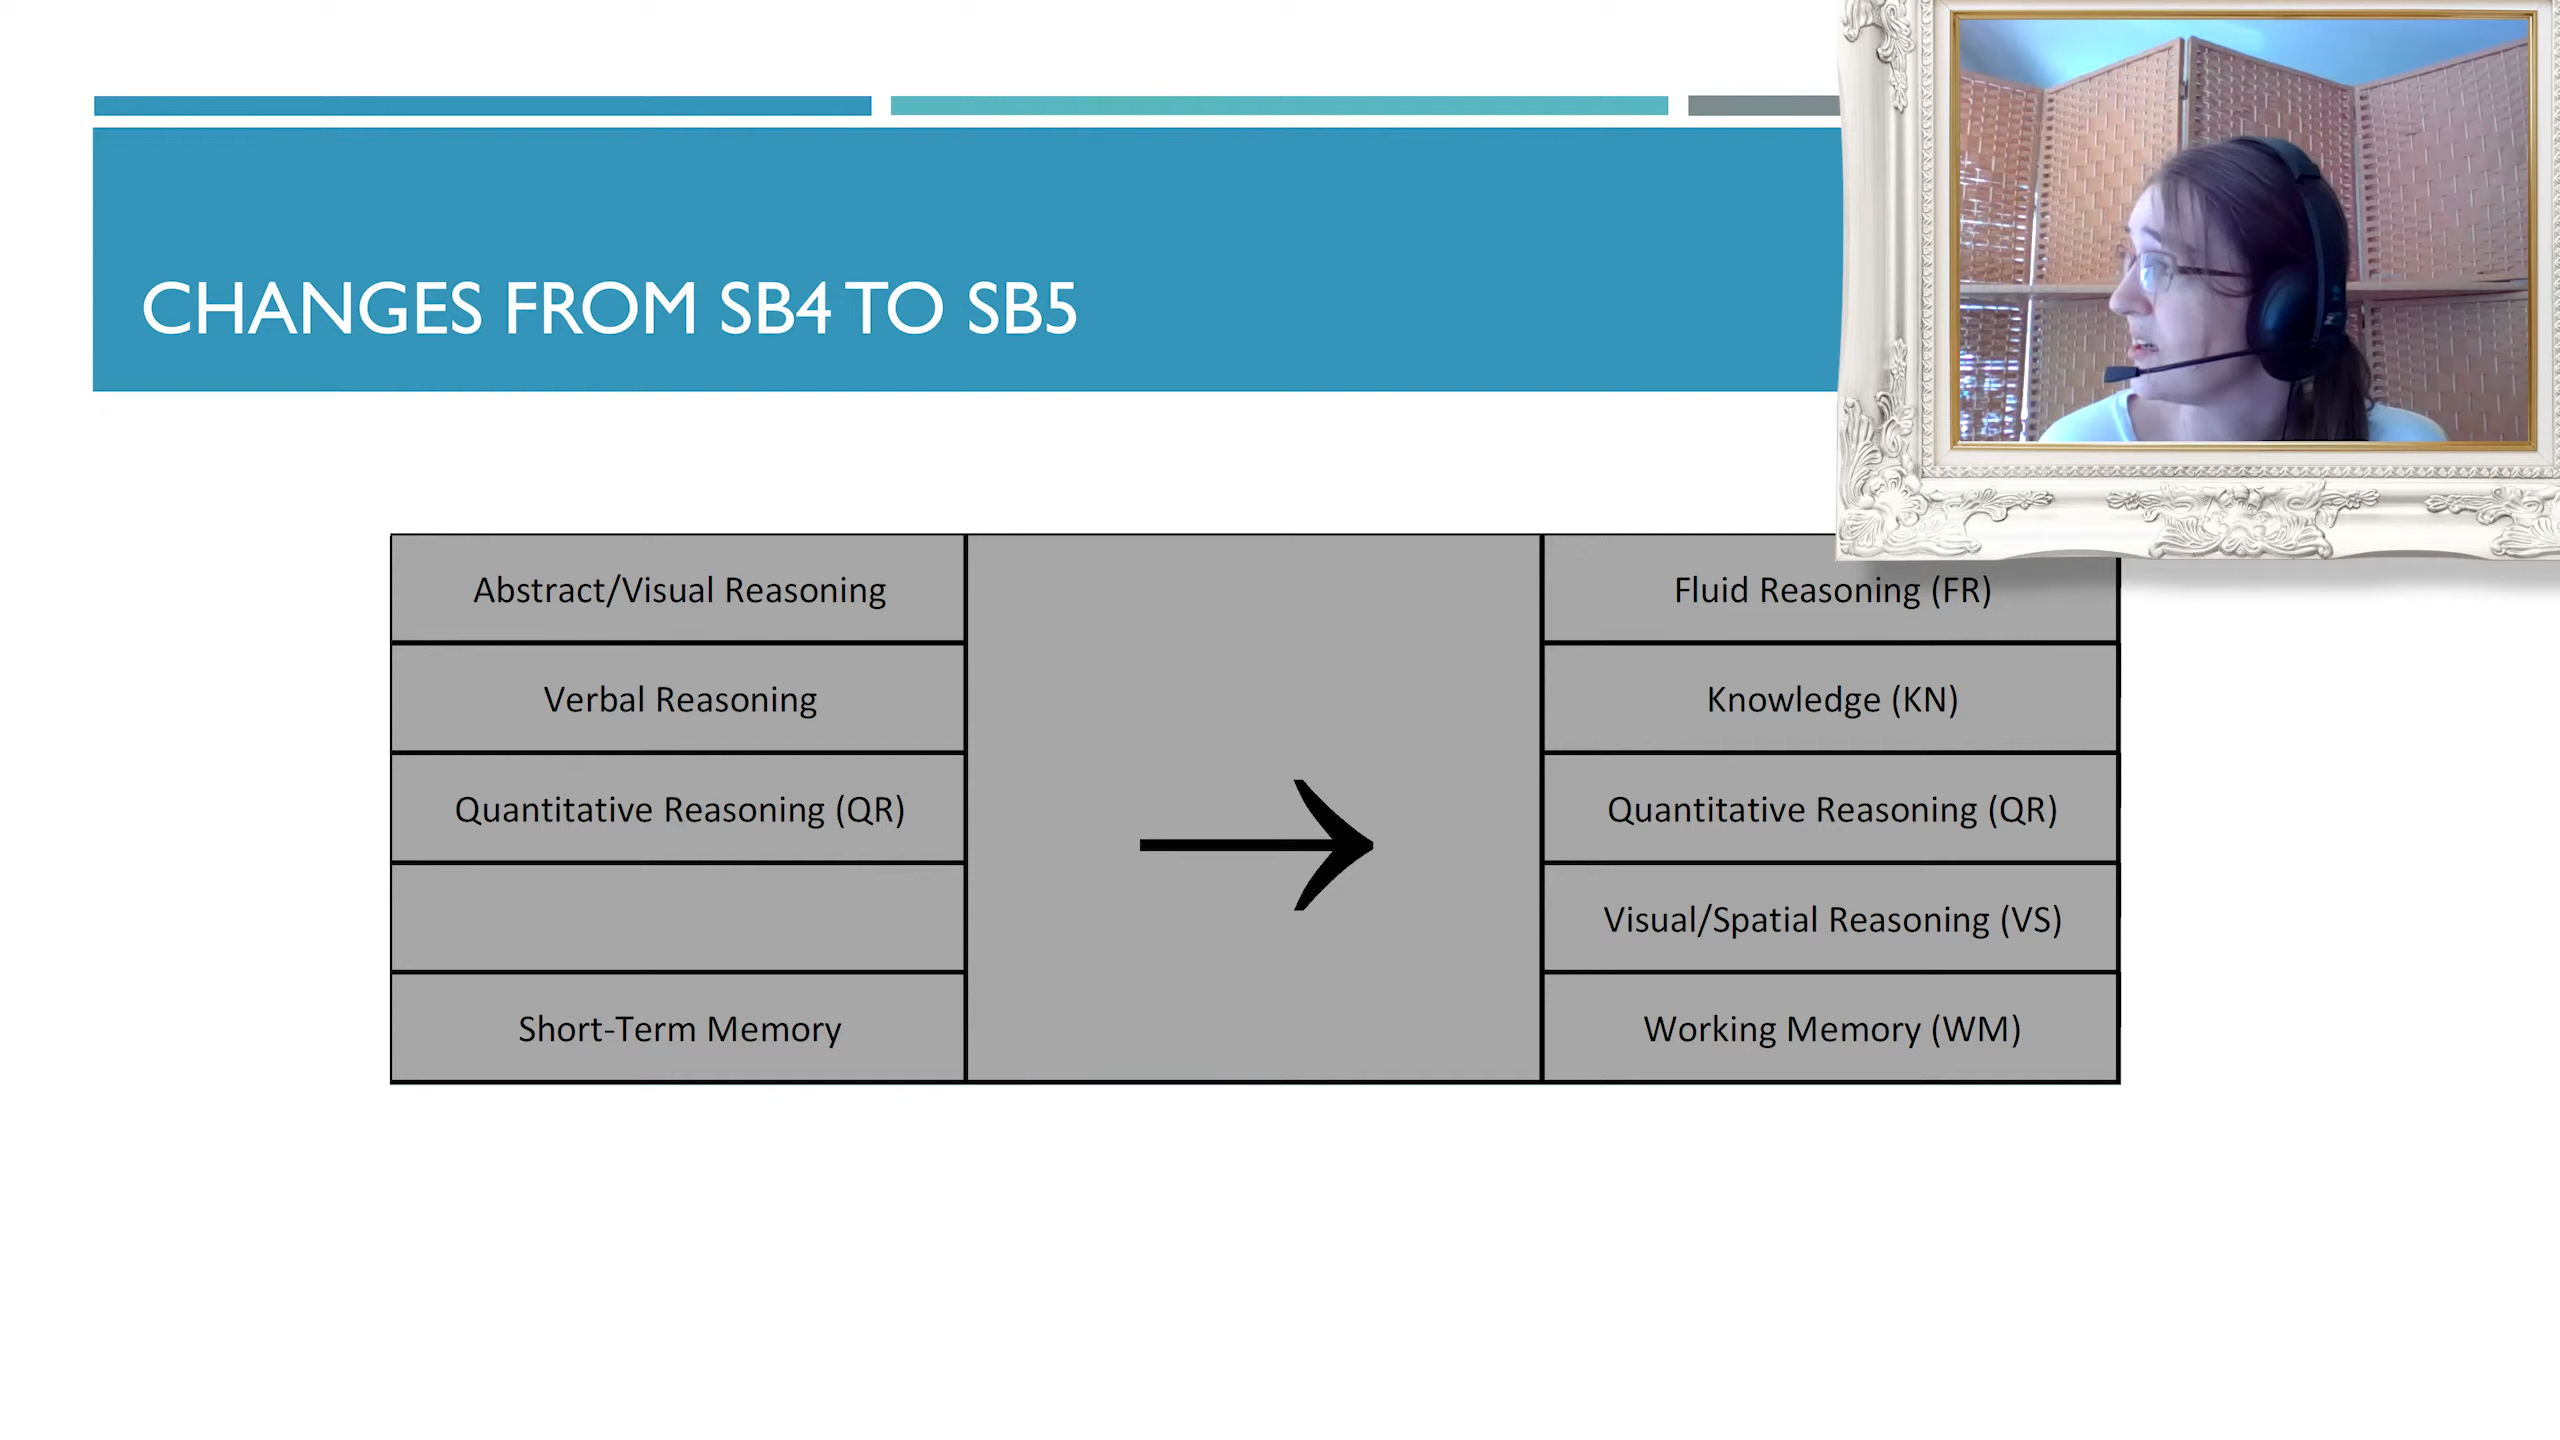 CHANGES FROM SB4 TO SB5
Abstract/Visual Reasoning
Fluid Reasoning (FR)
Verbal Reasoning
Knowledge (KN)
Quantitative Reasoning (QR)
Quantitative Reasoning (QR)
Visual/Spatial Reasoning (VS)
Short-Term Memory
Working Memory (WM)